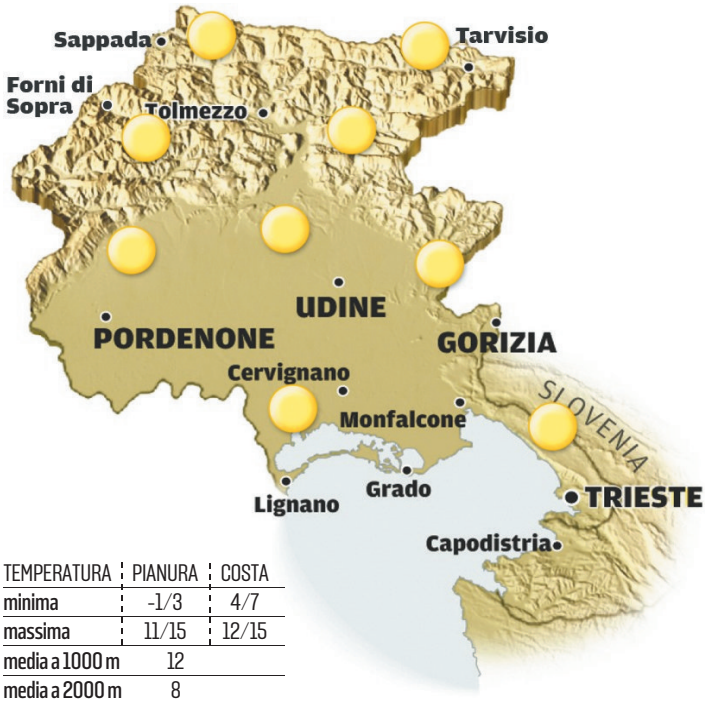 Sappada
Tarvisio
Forni di
Sopra
Tolmezzo
UDINE
PORDENONE
GORIZIA
Cervignano
SLOVENIA
Monfalcone
Grado
Lignano
TRIESTE
Capodistria
TEMPERATURA PIANURA COSTA
minima -1/3 4/7
massima 11/15 12/15
media a 1000 m 12
media a 2000 m 8